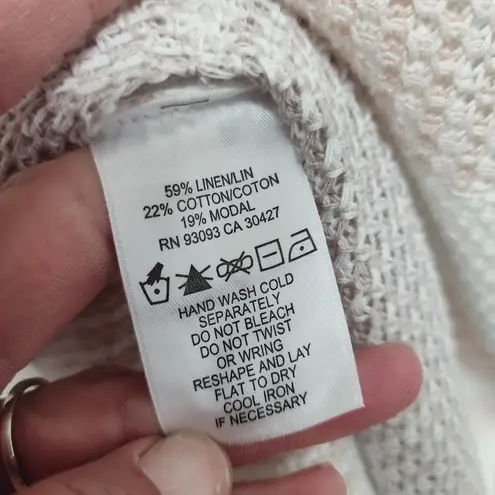 59% LINEN/LIN
22% COTTON/COTON
19% MODAL
RN 93093 CA 30427
HAND WASH COLD
SEPARATELY
DO NOT BLEACH
DO NOT TWIST
OR WRING
RESHAPE AND LAY
FLAT TO DRY
COOL IRON
IF NECESSARY